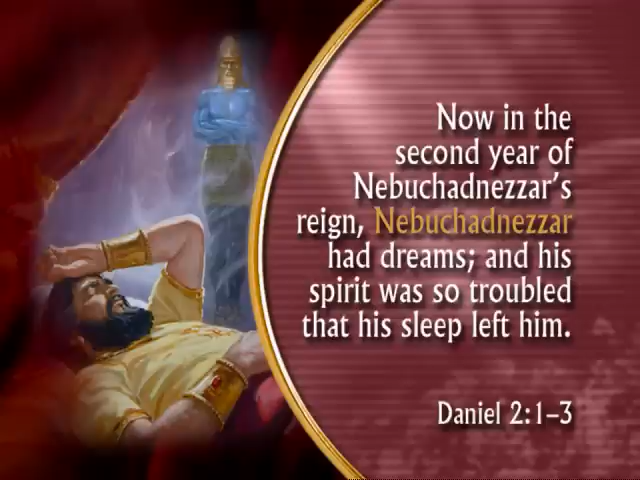 Now in the
second year of
Nebuchadnezzar's
reign, Nebuchadnezzar
had dreams; and his
spirit was so troubled
that his sleep left him.
Daniel 2:1–3